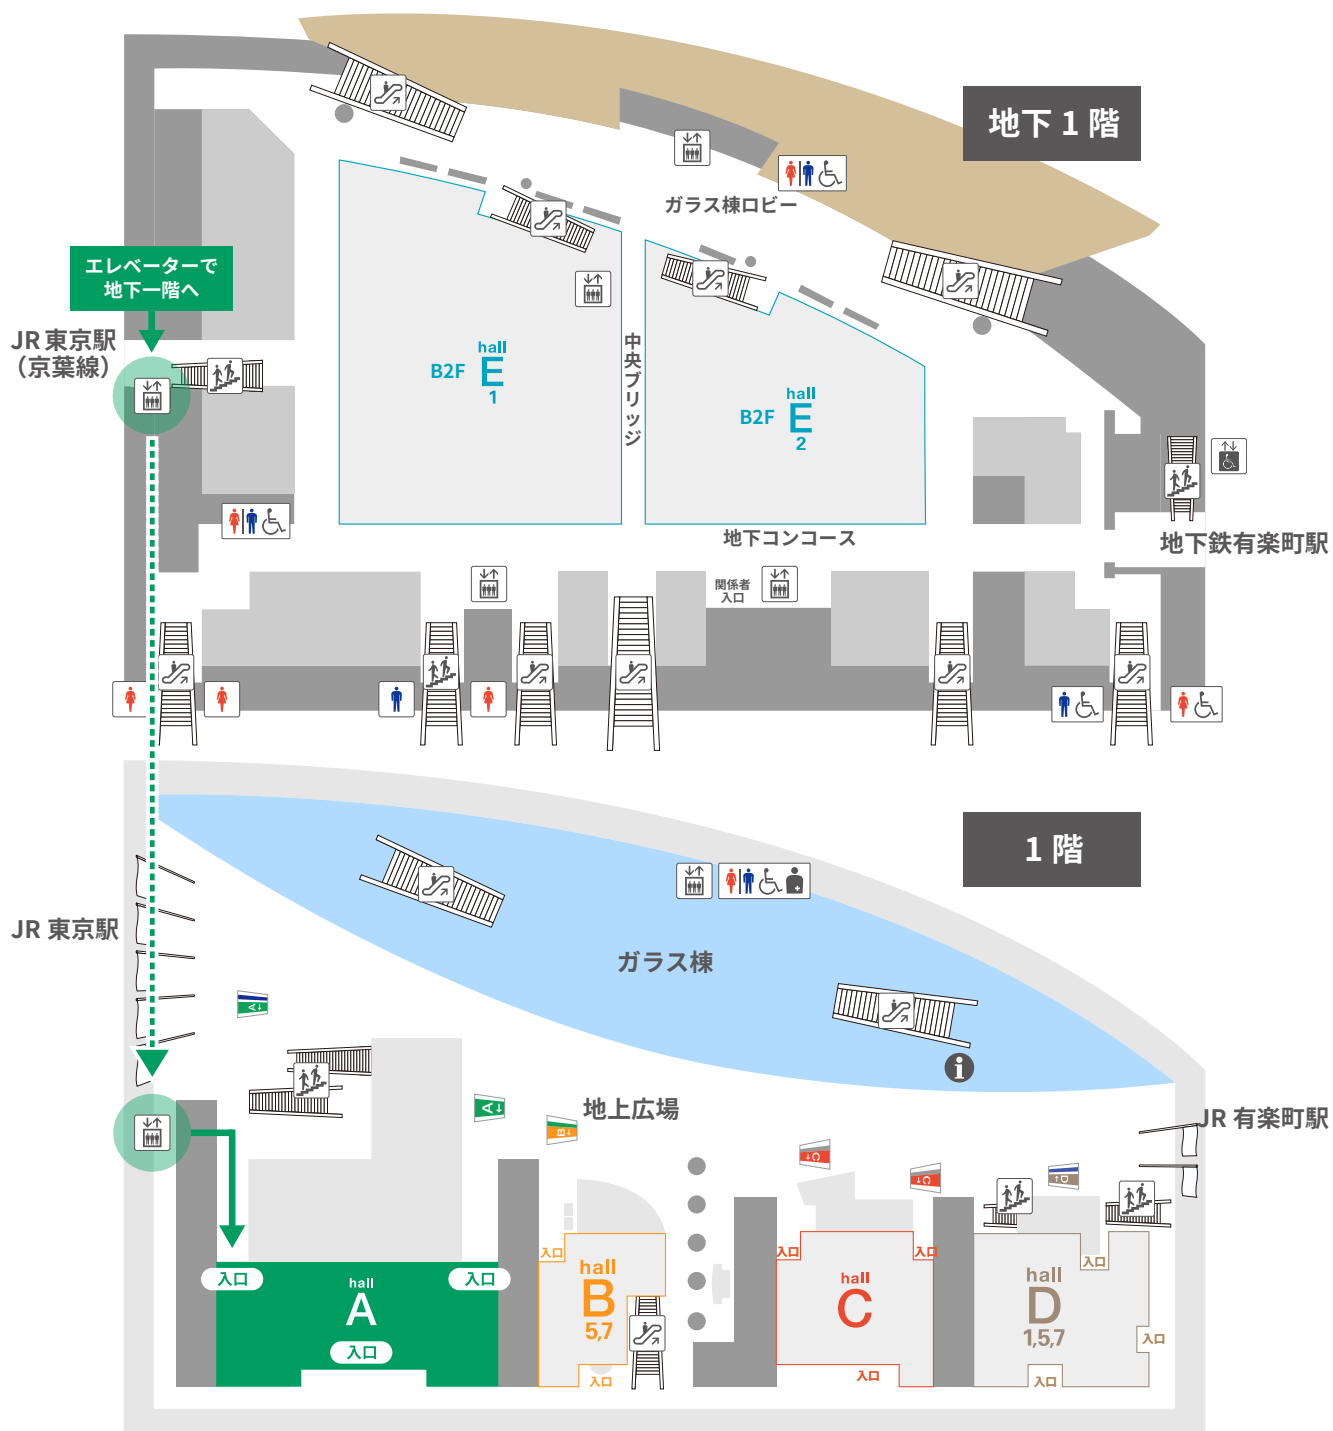 地下1階
ガラス棟ロビー
エレベーターで
地下一階へ
JR東京駅
（京葉線）
hall
B2F E
1
中央ブリッジ
hall
B2F E
2
地下コンコース
地下鉄有楽町駅
関係者
入口
1階
JR 東京駅
ガラス棟
A
i
A
B
地上広場
JR 有楽町駅
C
C
D
入口
入口
hall
A
入口
入口
hall
B
5,7
入口
入口
入口
hall
C
入口
入口
hall
D
1,5,7
入口
入口